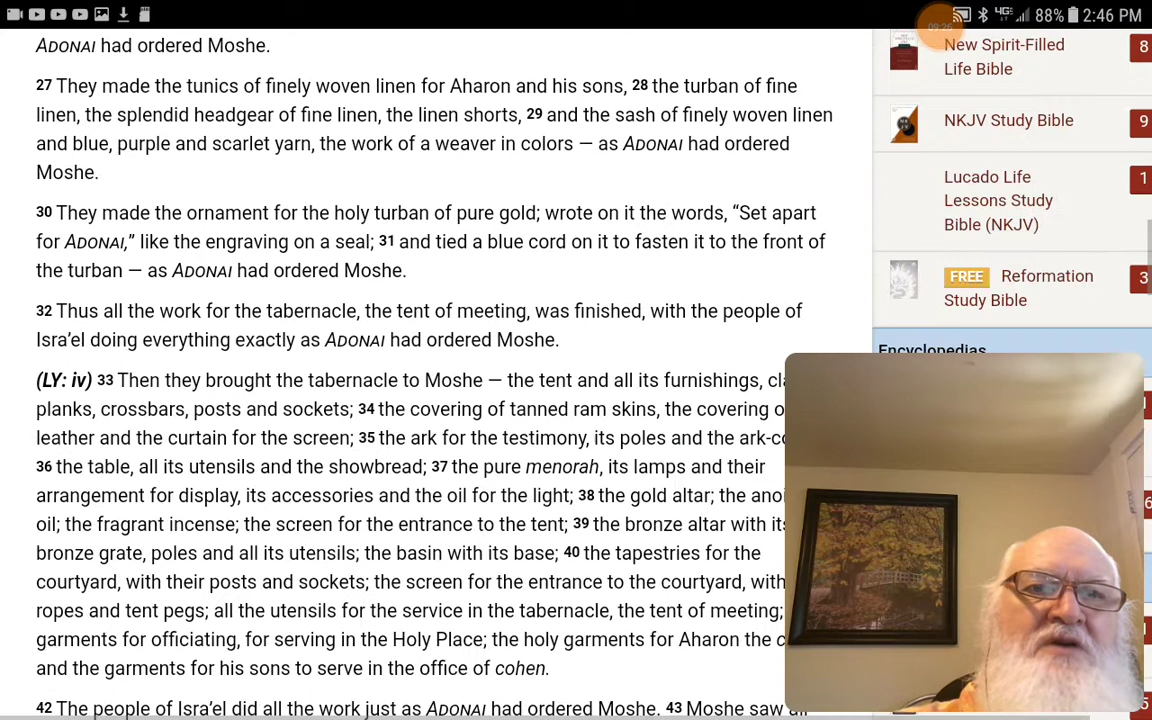 09:26
4G
88%
2:46 PM
ADONAI had ordered Moshe.
27 They made the tunics of finely woven linen for Aharon and his sons, 28 the turban of fine
linen, the splendid headgear of fine linen, the linen shorts, 29 and the sash of finely woven linen
and blue, purple and scarlet yarn, the work of a weaver in colors — as ADONAI had ordered
Moshe.
30 They made the ornament for the holy turban of pure gold; wrote on it the words, “Set apart
for ADONAI,” like the engraving on a seal; 31 and tied a blue cord on it to fasten it to the front of
the turban — as ADONAI had ordered Moshe.
32 Thus all the work for the tabernacle, the tent of meeting, was finished, with the people of
Isra’el doing everything exactly as ADONAI had ordered Moshe.
(LY: iv) 33 Then they brought the tabernacle to Moshe — the tent and all its furnishings,
planks, crossbars, posts and sockets; 34 the covering of tanned ram skins, the covering
leather and the curtain for the screen; 35 the ark for the testimony, its poles and the
36 the table, all its utensils and the showbread; 37 the pure menorah, its lamps and their
arrangement for display, its accessories and the oil for the light; 38 the gold altar; the
oil; the fragrant incense; the screen for the entrance to the tent; 39 the bronze altar with
bronze grate, poles and all its utensils; the basin with its base; 40 the tapestries for the
courtyard, with their posts and sockets; the screen for the entrance to the courtyard, with
ropes and tent pegs; all the utensils for the service in the tabernacle, the tent of meeting;
garments for officiating, for serving in the Holy Place; the holy garments for Aharon the
and the garments for his sons to serve in the office of cohen.
42 The people of Isra’el did all the work just as ADONAI had ordered Moshe. 43 Moshe saw all
New Spirit-Filled
Life Bible
8
NKJV Study Bible
9
Lucado Life
Lessons Study
Bible (NKJV)
1
FREE Reformation
Study Bible
3
Encyclopedias